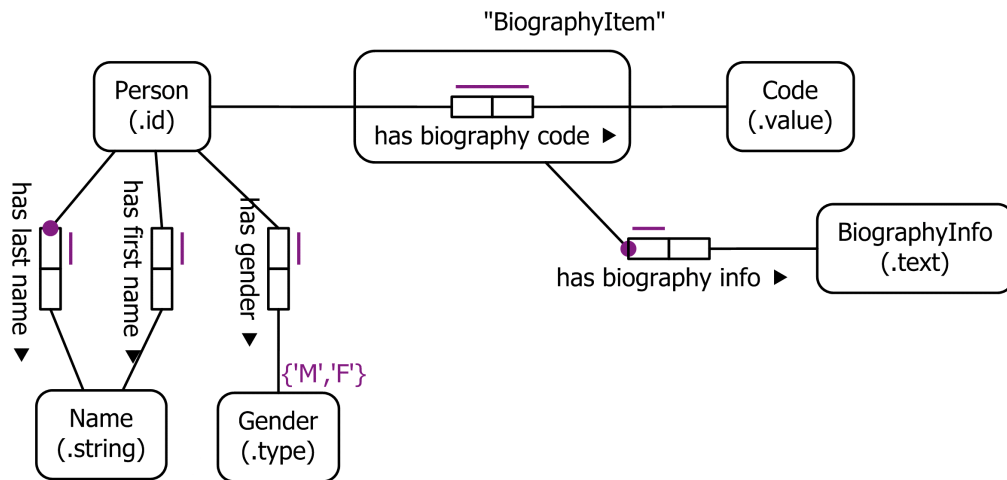 "BiographyItem"
Person
(.id)
has biography code ►
Code
(.value)
has last name ►
has first name ►
has gender ►
BiographyInfo
(.text)
has biography info ►
{'M','F'}
Name
(.string)
Gender
(.type)